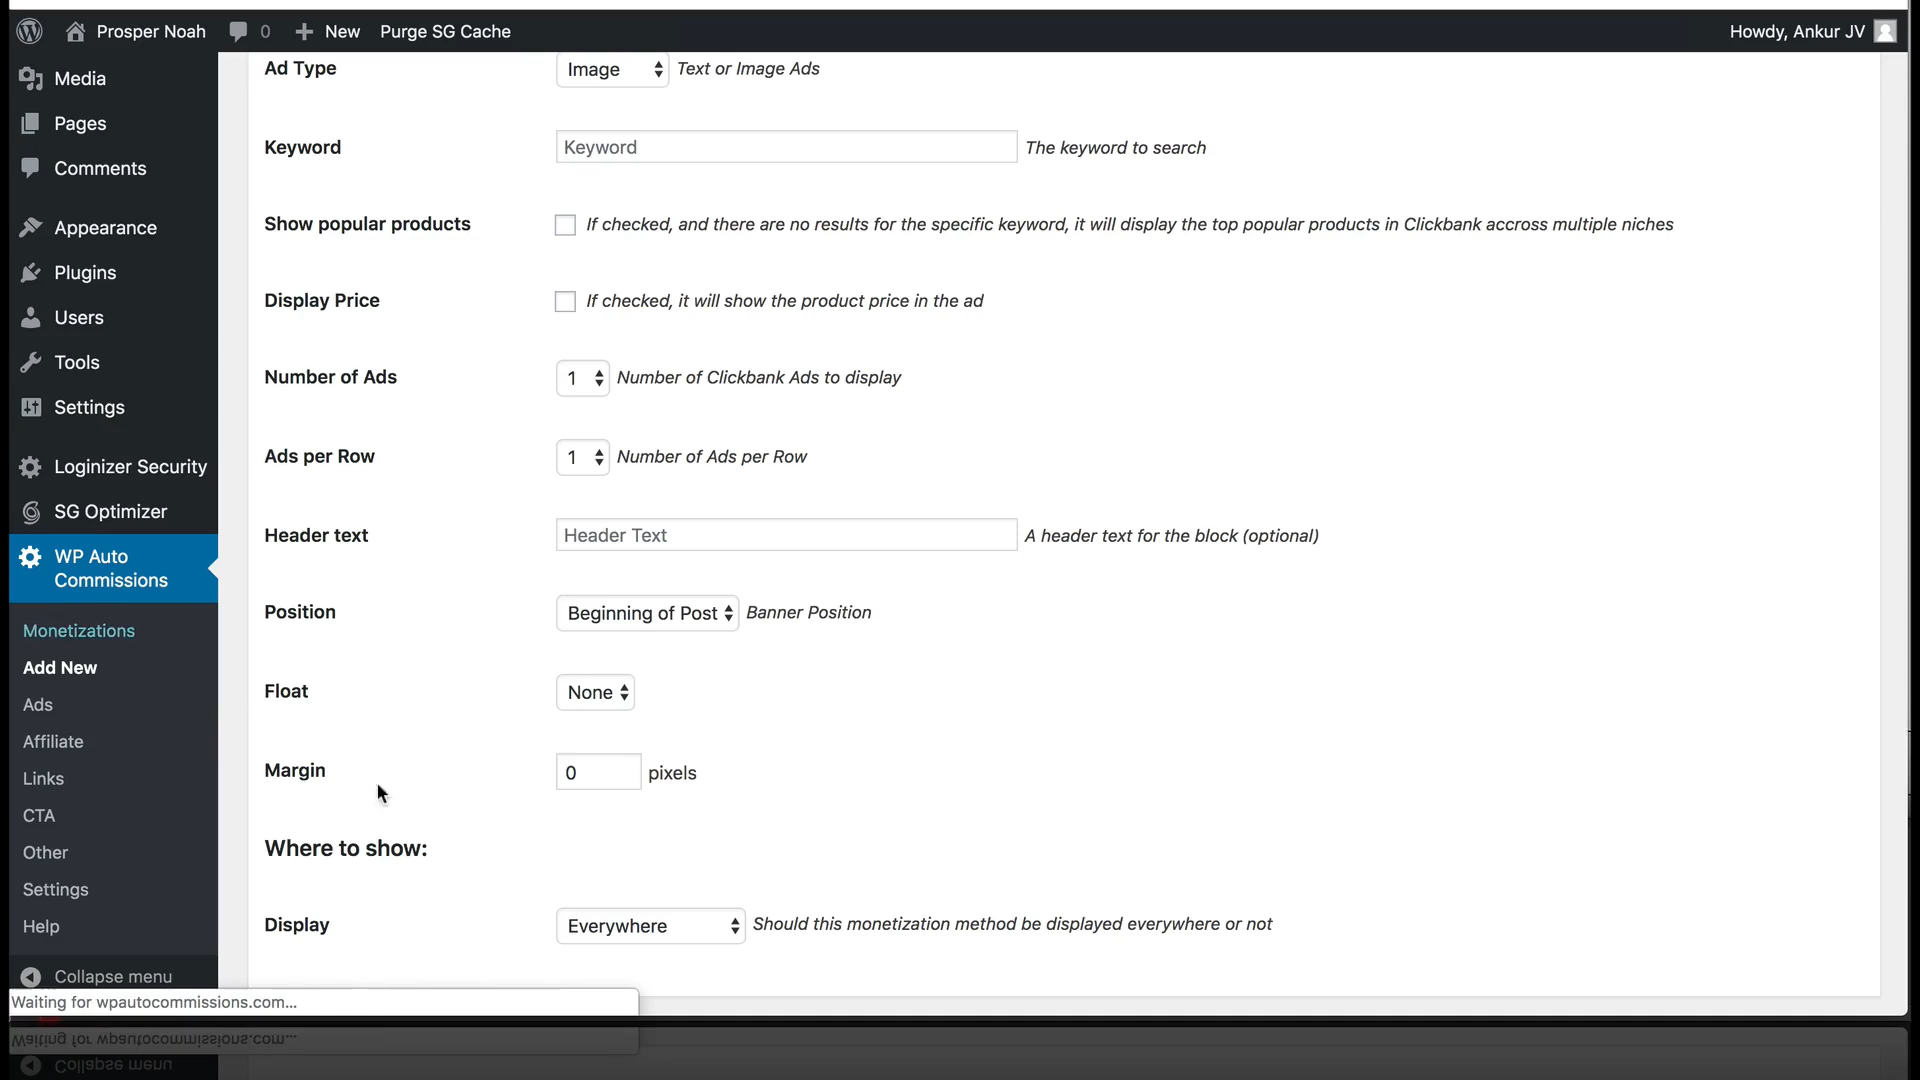 Prosper Noah
0
New
Purge SG Cache
Howdy, Ankur JV
Media
Pages
Comments
Appearance
Plugins
Users
Tools
Settings
Loginizer Security
SG Optimizer
WP Auto
Commissions
Monetizations
Add New
Ads
Affiliate
Links
CTA
Other
Settings
Help
Collapse menu
Ad Type
Image
Text or Image Ads
Keyword
Keyword
The keyword to search
Show popular products
If checked, and there are no results for the specific keyword, it will display the top popular products in Clickbank accross multiple niches
Display Price
If checked, it will show the product price in the ad
Number of Ads
1
Number of Clickbank Ads to display
Ads per Row
1
Number of Ads per Row
Header text
Header Text
A header text for the block (optional)
Position
Beginning of Post
Banner Position
Float
None
Margin
0
pixels
Where to show:
Display
Everywhere
Should this monetization method be displayed everywhere or not
Waiting for wpautocommissions.com...
Waiting for wpautocommissions.com...
Collapse menu